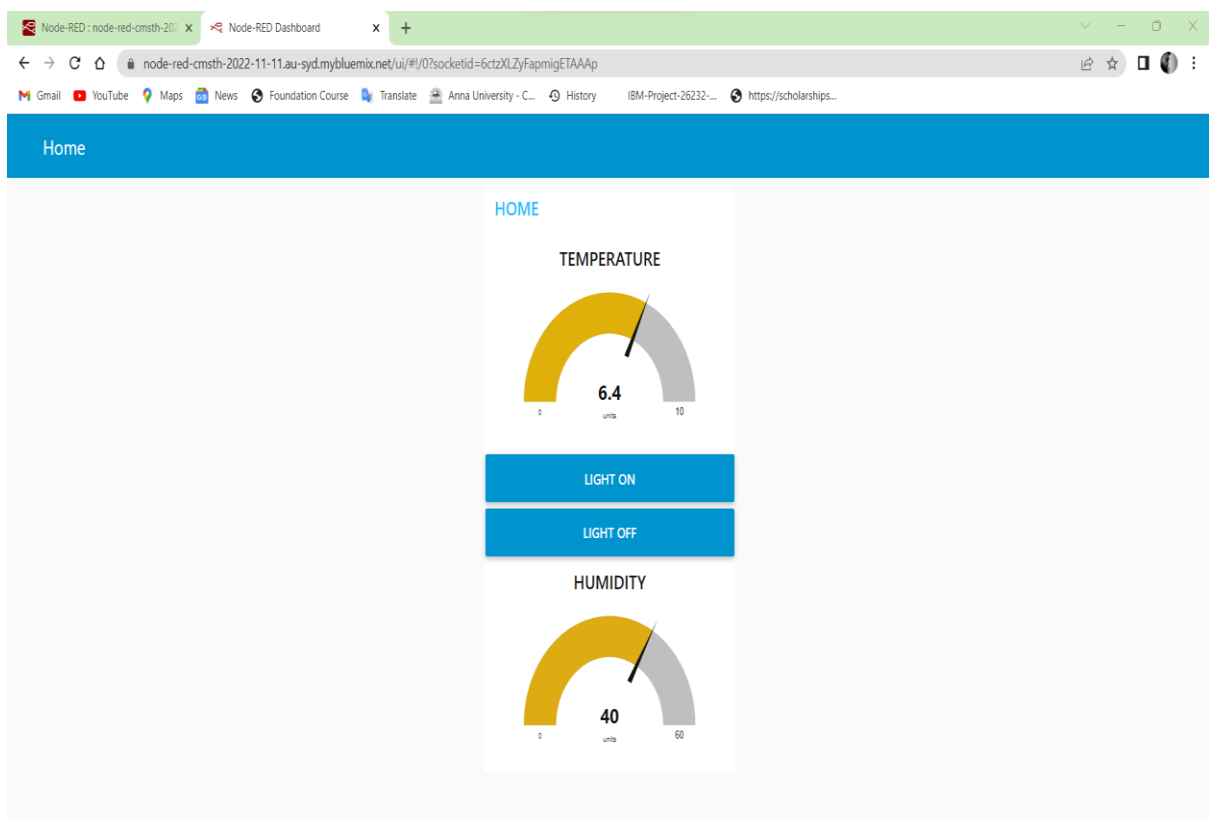 Node-RED : node-red-cmsth-202
Node-RED Dashboard
node-red-cmsth-2022-11-11.au-syd.mybluemix.net/ui/#!/0?socketid=6ctzXLZyFapmigETAAAp
Gmail YouTube Maps News Foundation Course Translate Anna University - C... History IBM-Project-26232-... https://scholarships...
Home
HOME
TEMPERATURE
6.4
0 units 10
LIGHT ON
LIGHT OFF
HUMIDITY
40
0 units 60